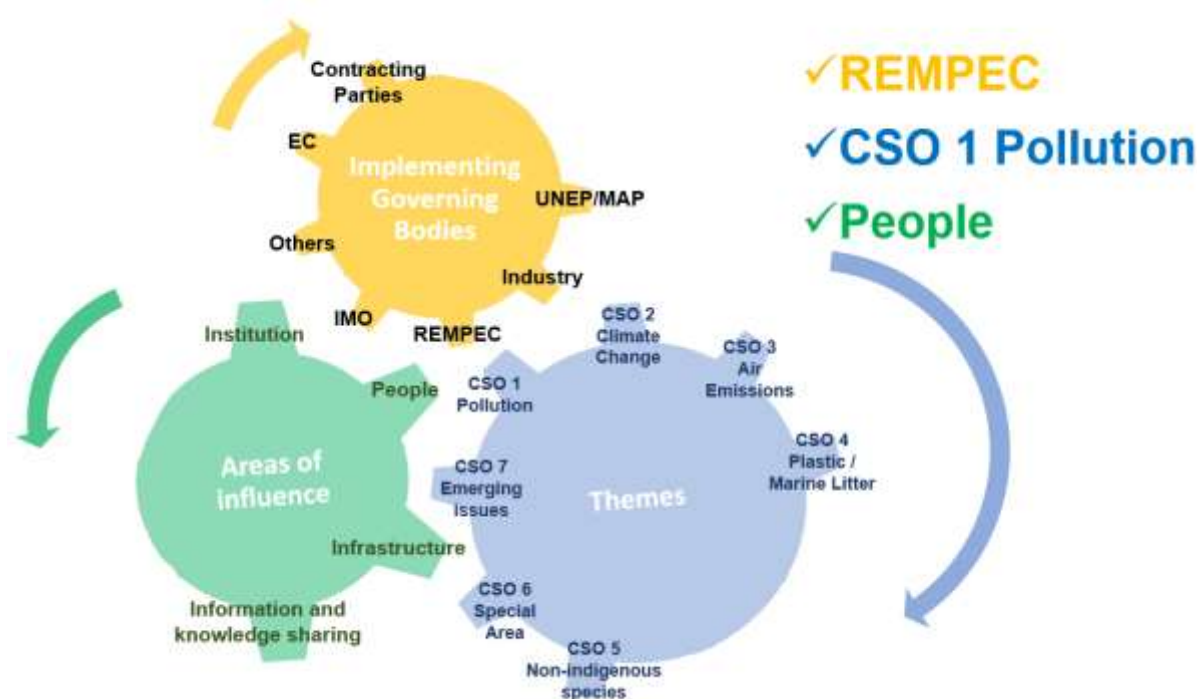 Contracting
Parties
EC
Implementing
Governing
Bodies
UNEP/MAP
Others
Industry
IMO
REMPEC
✓REMPEC
✓CSO 1 Pollution
✓People
Institution
People
Areas of
influence
Infrastructure
Information and
knowledge sharing
CSO 2
Climate
Change
CSO 3
Air
Emissions
CSO 1
Pollution
CSO 4
Plastic /
Marine Litter
CSO 7
Emerging
issues
Themes
CSO 6
Special
Area
CSO 5
Non-indigenous
species